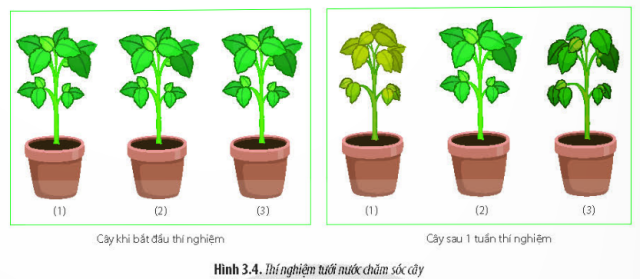 (1) (2) (3) (1) (2) (3)
Cây khi bắt đầu thí nghiệm Cây sau 1 tuần thí nghiệm
Hình 3.4. Thí nghiệm tưới nước chăm sóc cây